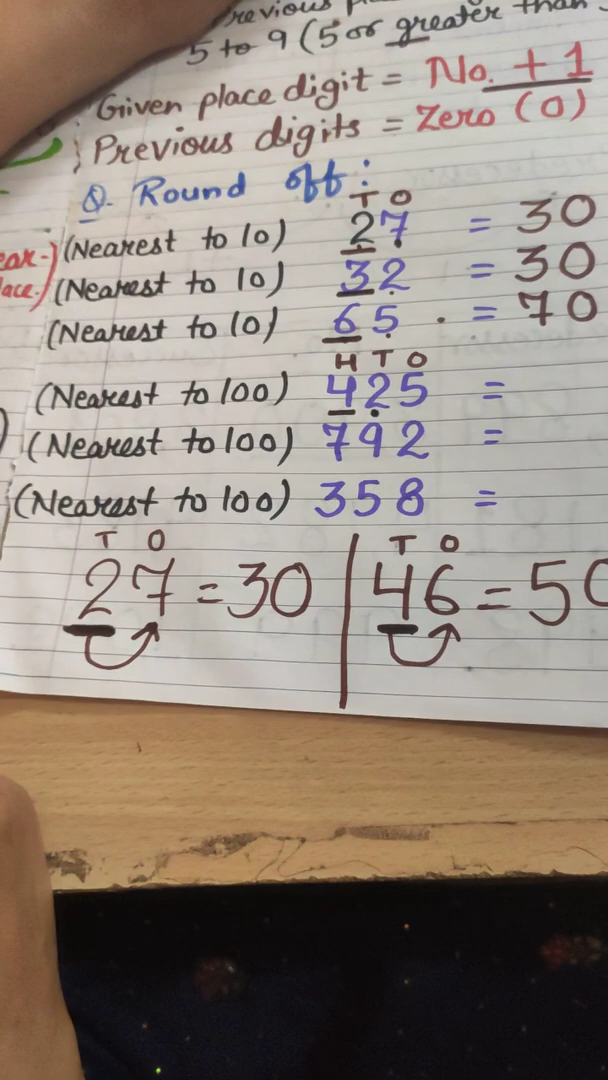 Previous
5 to 9 (5 or greater than
Given place digit = No. + 1
Previous digits = Zero (0)
Q. Round off:
T O
(Nearest to 10) 27 = 30
(Nearest to 10) 32 = 30
(Nearest to 10) 65 . = 70
H T O
(Nearest to 100) 425 =
(Nearest to 100) 792 =
(Nearest to 100) 358 =
T O T O
27 = 30 | 46 = 50